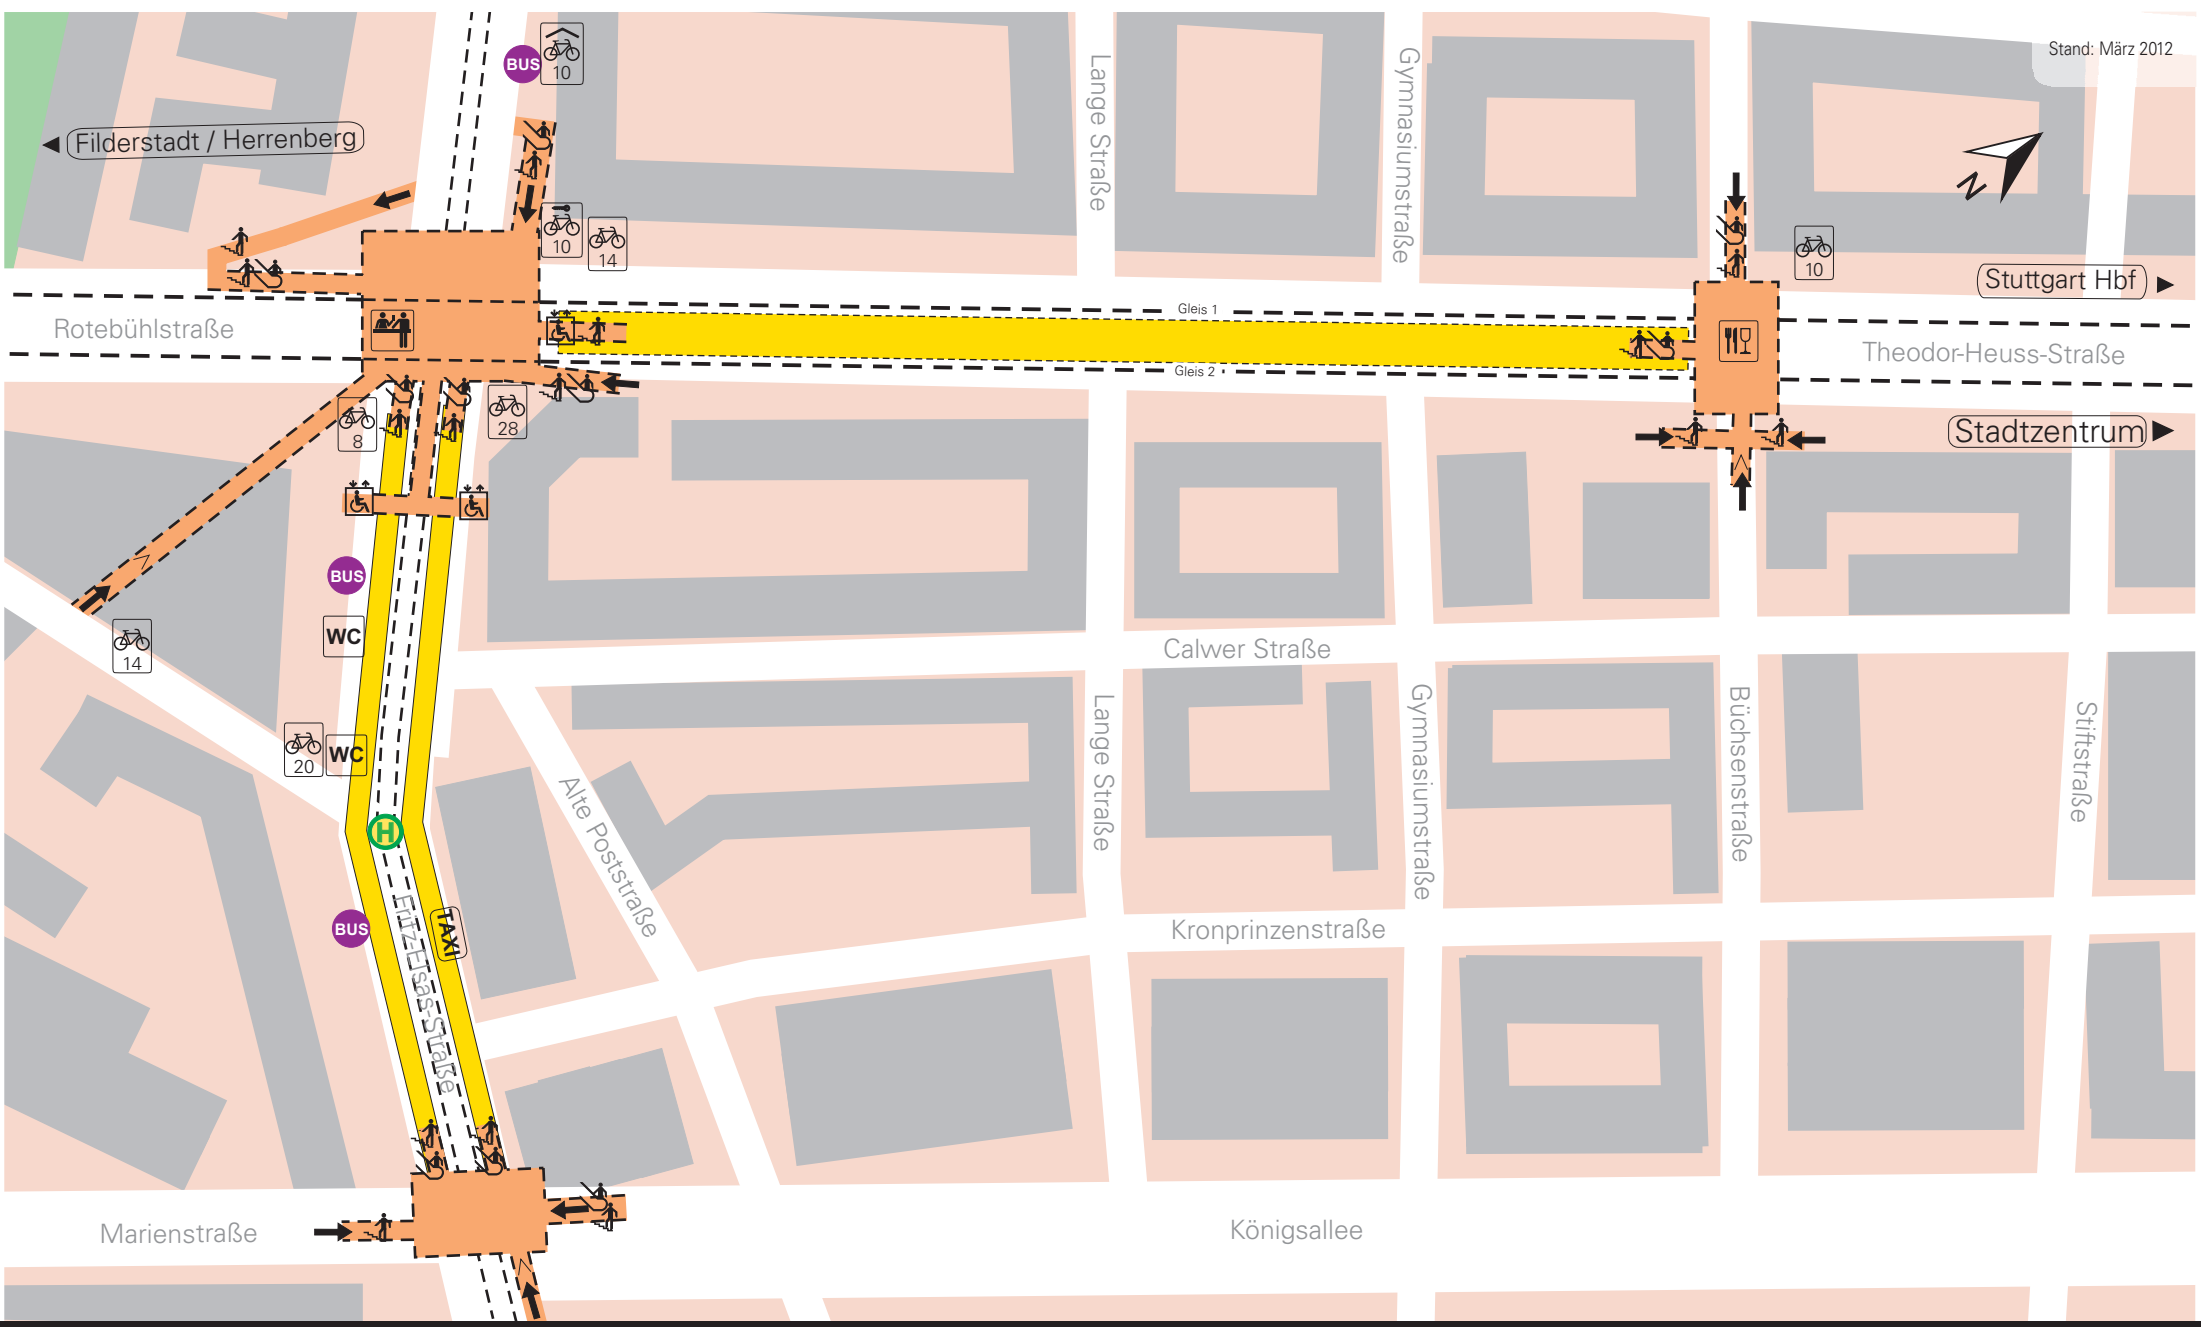 Stand: März 2012
BUS
10
Filderstadt / Herrenberg
Lange Straße
Gymnasiumstraße
N
10
14
10
Stuttgart Hbf
Gleis 1
Rotebühlstraße
Theodor-Heuss-Straße
Gleis 2
8
28
Stadtzentrum
BUS
WC
14
Calwer Straße
20
WC
Lange Straße
Gymnasiumstraße
Büchsenstraße
Stiftstraße
Alte Poststraße
H
BUS
TAXI
Fritz-Elsas-Straße
Kronprinzenstraße
Marienstraße
Königsallee